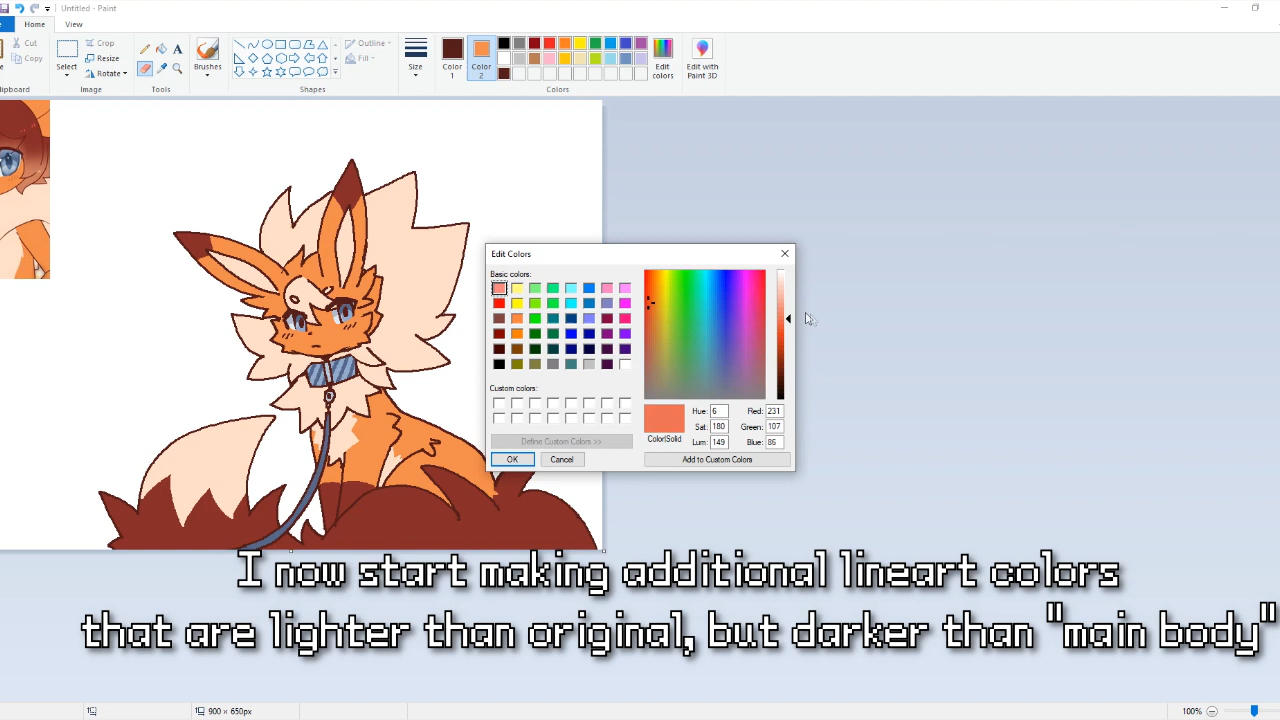 Untitled - Paint
Home
View
Cut
Copy
lipboard
Select
Crop
Resize
Rotate
Image
Tools
Brushes
Shapes
Outline
Fill
Size
Color
1
Color
2
Colors
Edit
colors
Edit with
Paint 3D
Edit Colors
Basic colors:
Custom colors:
Define Custom Colors >>
OK
Cancel
Color|Solid
Hue: 6
Sat: 180
Lum: 149
Red: 231
Green: 107
Blue: 86
Add to Custom Colors
I now start making additional lineart colors
that are lighter than original, but darker than "main body"
900 × 650px
100%